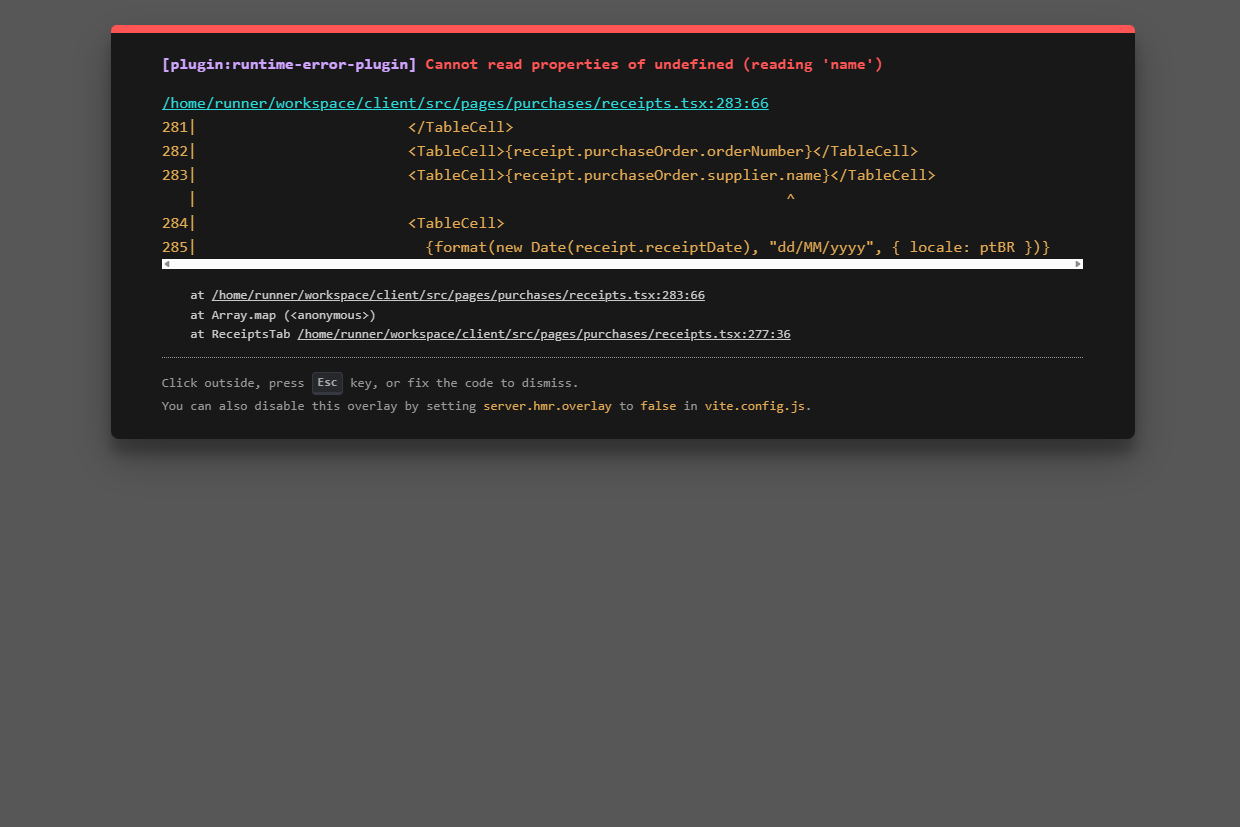 [plugin:runtime-error-plugin] Cannot read properties of undefined (reading 'name')
/home/runner/workspace/client/src/pages/purchases/receipts.tsx:283:66
281|                        </TableCell>
282|                        <TableCell>{receipt.purchaseOrder.orderNumber}</TableCell>
283|                        <TableCell>{receipt.purchaseOrder.supplier.name}</TableCell>
   |                                                                   ^
284|                        <TableCell>
285|                          {format(new Date(receipt.receiptDate), "dd/MM/yyyy", { locale: ptBR })}
at /home/runner/workspace/client/src/pages/purchases/receipts.tsx:283:66
at Array.map (<anonymous>)
at ReceiptsTab /home/runner/workspace/client/src/pages/purchases/receipts.tsx:277:36
Click outside, press Esc key, or fix the code to dismiss.
You can also disable this overlay by setting server.hmr.overlay to false in vite.config.js.